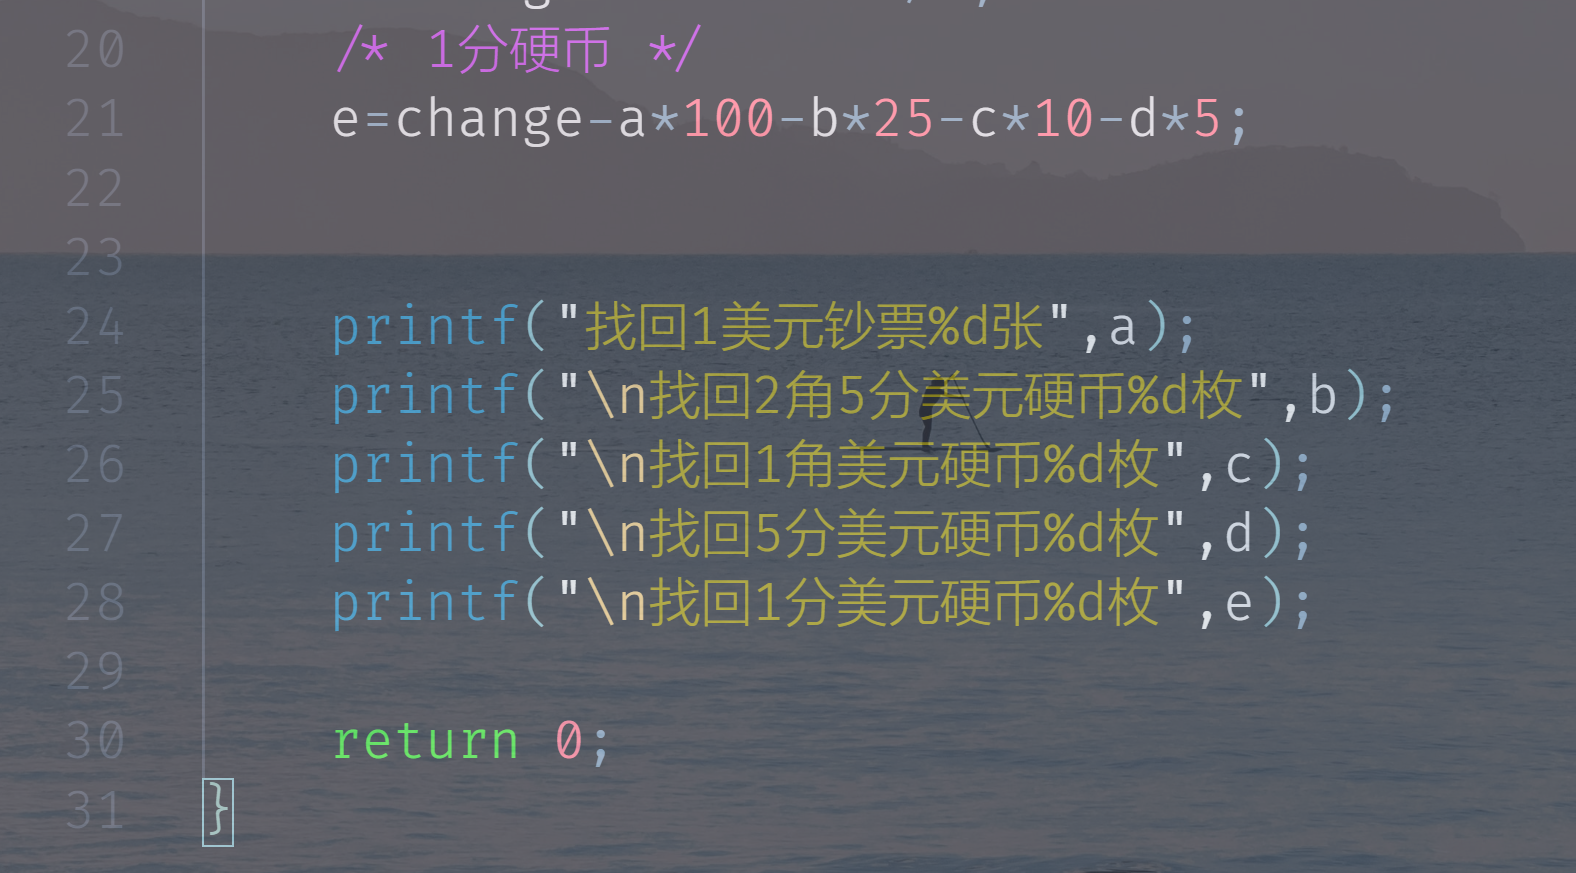 20 /* 1分硬币 */
21 e=change-a*100-b*25-c*10-d*5;
22
23
24 printf("找回1美元钞票%d张",a);
25 printf("\n找回2角5分美元硬币%d枚",b);
26 printf("\n找回1角美元硬币%d枚",c);
27 printf("\n找回5分美元硬币%d枚",d);
28 printf("\n找回1分美元硬币%d枚",e);
29
30 return 0;
31 }